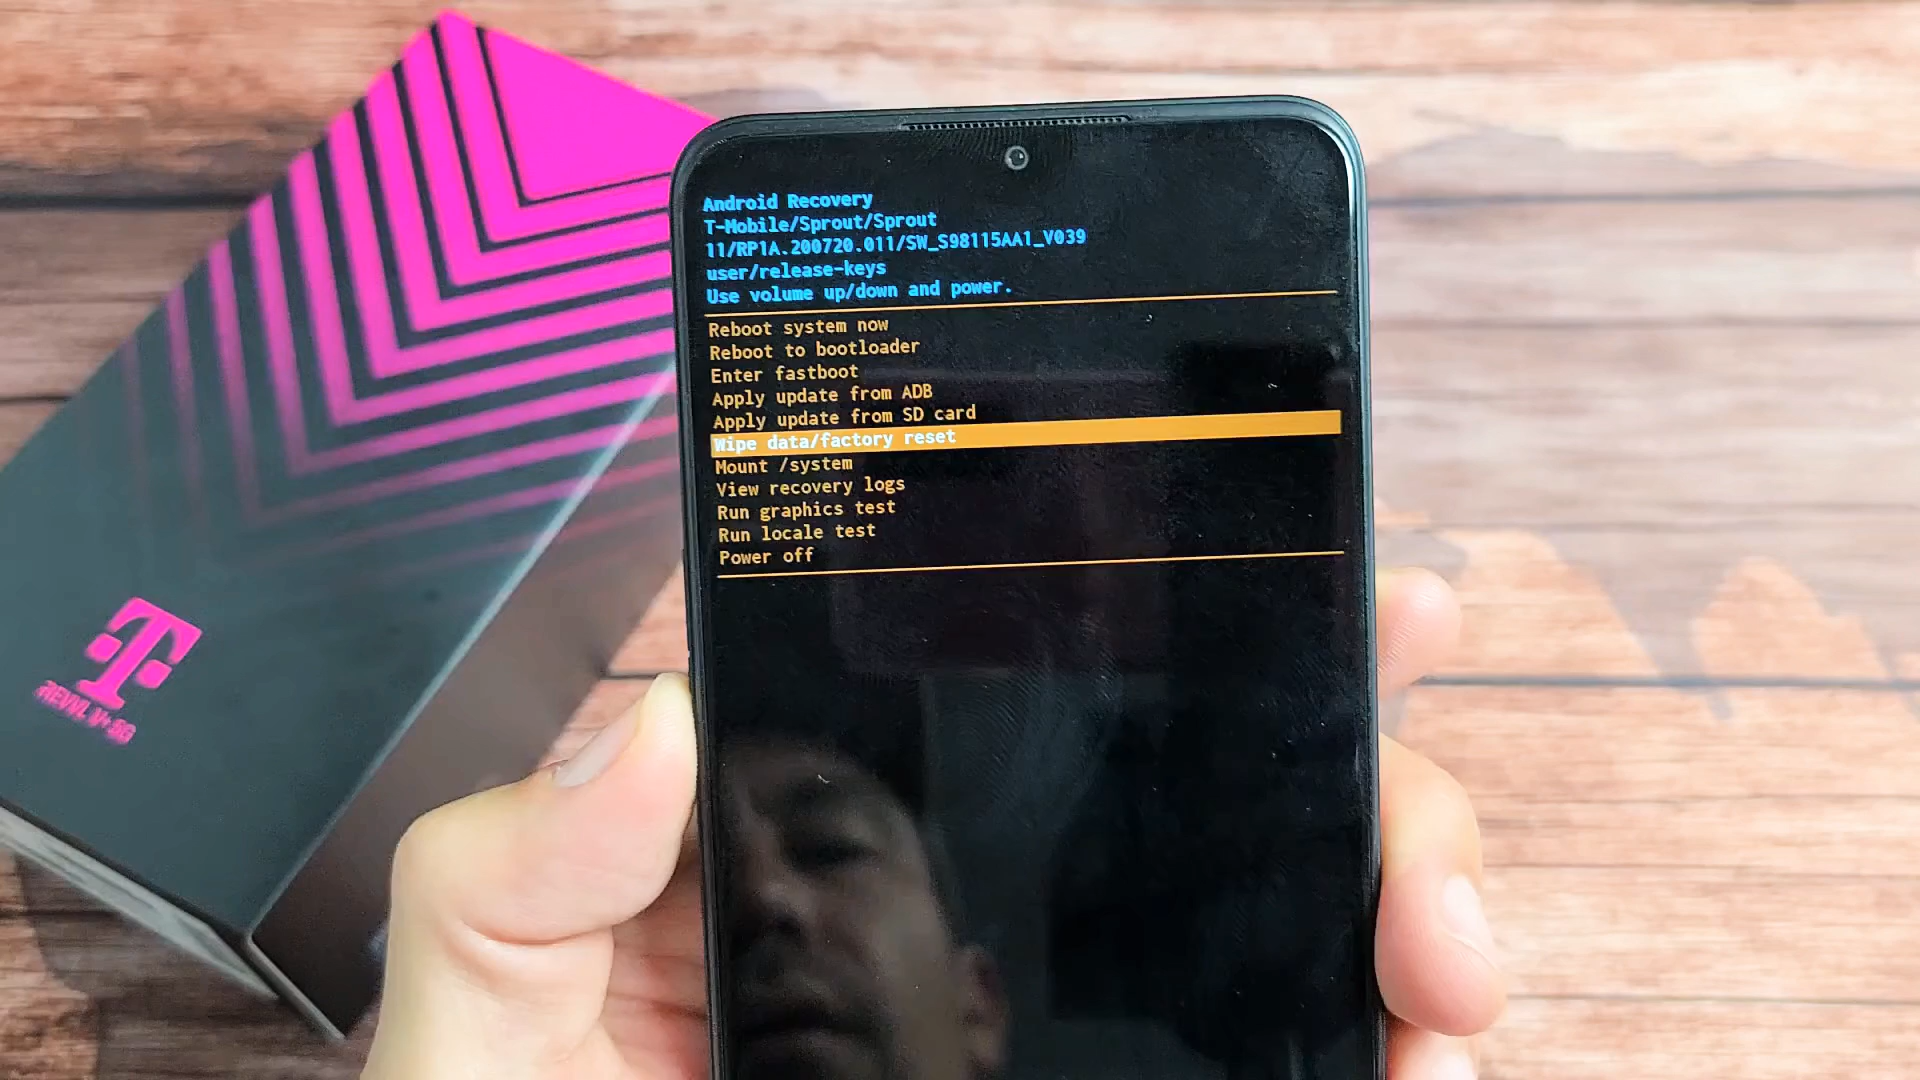 Android Recovery
T-Mobile/Sprout/Sprout
11/RP1A.200720.011/SW_S98115AA1_V039
user/release-keys
Use volume up/down and power.
Reboot system now
Reboot to bootloader
Enter fastboot
Apply update from ADB
Apply update from SD card
Wipe data/factory reset
Mount /system
View recovery logs
Run graphics test
Run locale test
Power off
T
REVVL V+ 5G